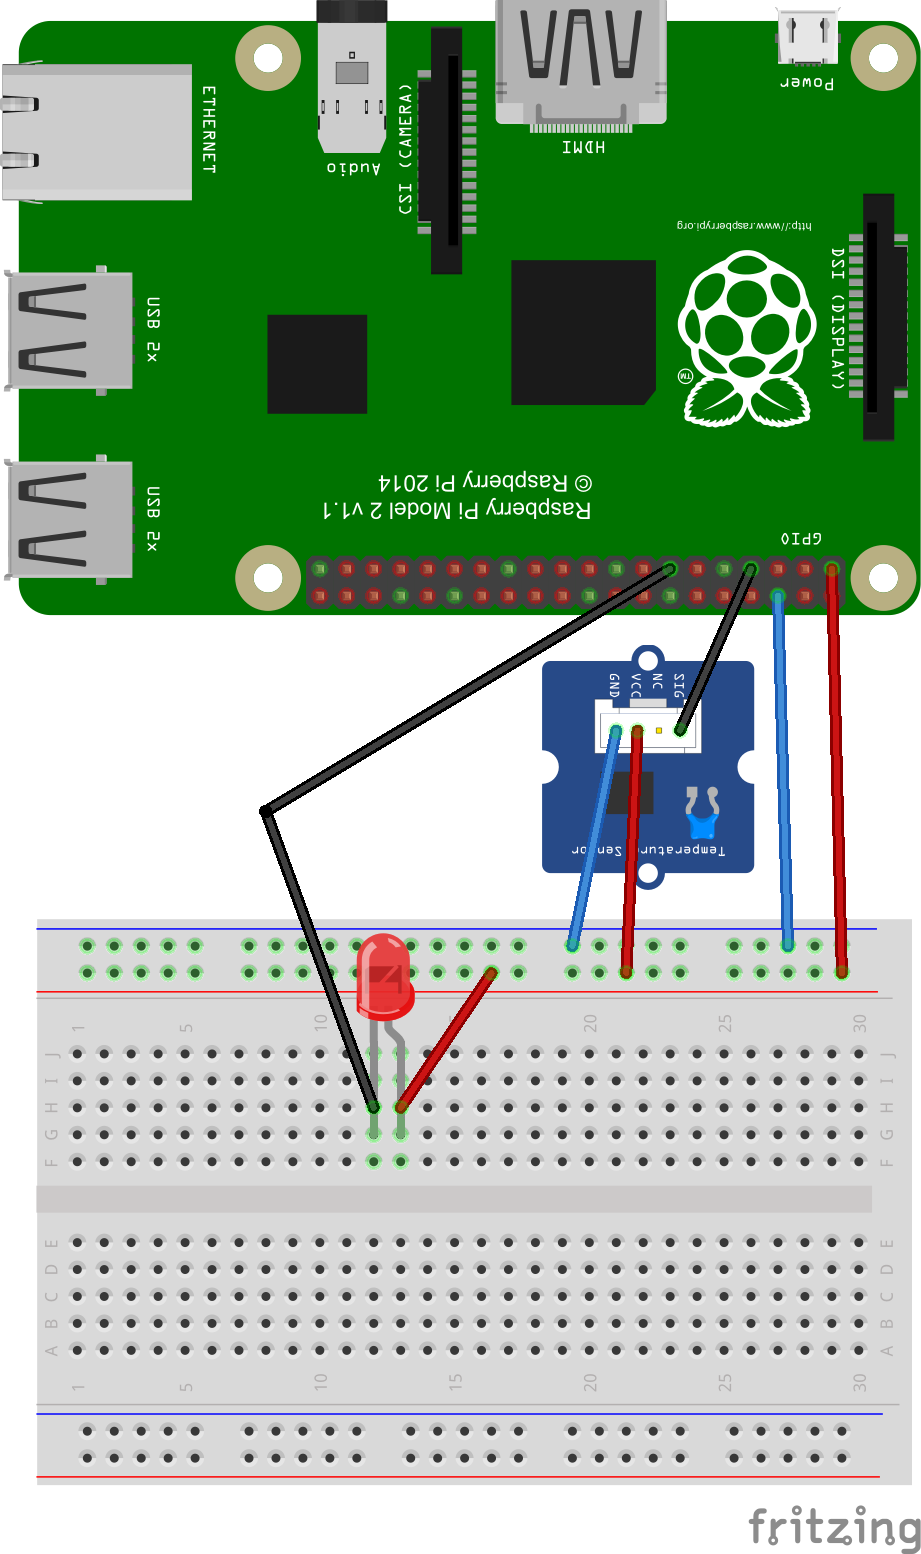 ETHERNET
Audio
CSI (CAMERA)
HDMI
Power
http://www.raspberrypi.org
TM
DSI (DISPLAY)
USB 2x
USB 2x
© Raspberry Pi 2014
Raspberry Pi Model 2 v1.1
GPIO
GND
VCC
NC
SIG
Temperature Sensor
1
5
10
20
25
30
J J
I I
H H
G G
F F
E E
D D
C C
B B
A A
1
5
10
15
20
25
30
fritzing